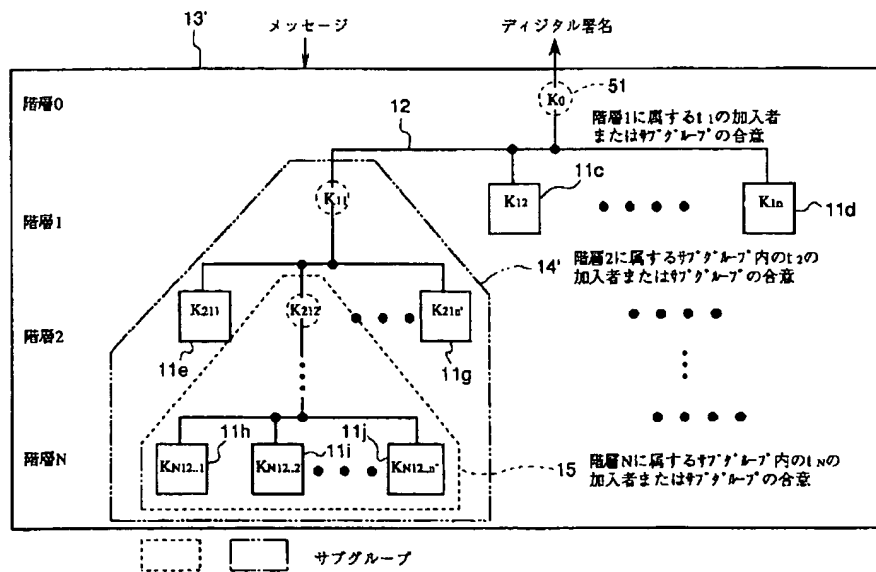 13'
メッセージ
ディジタル署名
階層0
K0
51
12
階層1に属するt1の加入者
またはサブグループの合意
階層1
K11'
K12
11c
K1n
11d
14'
階層2に属するサブグループ内のt2の
加入者またはサブグループの合意
階層2
K211
K212'
K21n'
11e
11g
階層N
11h
11i
11j
KN12..1
KN12..2
KN12..n"
15
階層Nに属するサブグループ内のtNの
加入者またはサブグループの合意
サブグループ